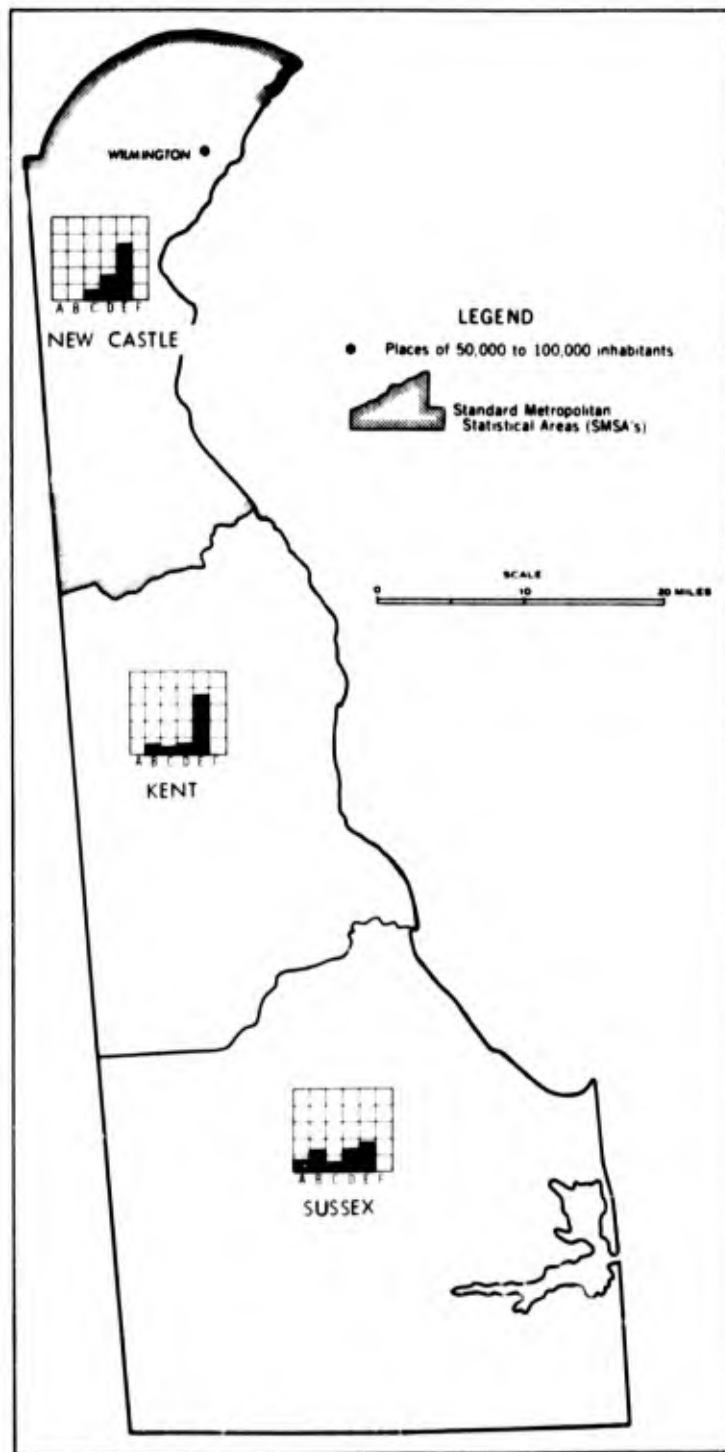 WILMINGTON
A B C D E F
NEW CASTLE
LEGEND
Places of 50,000 to 100,000 inhabitants
Standard Metropolitan
Statistical Areas (SMSA's)
SCALE
0 10 20 MILES
A B C D E F
KENT
A B C D E F
SUSSEX